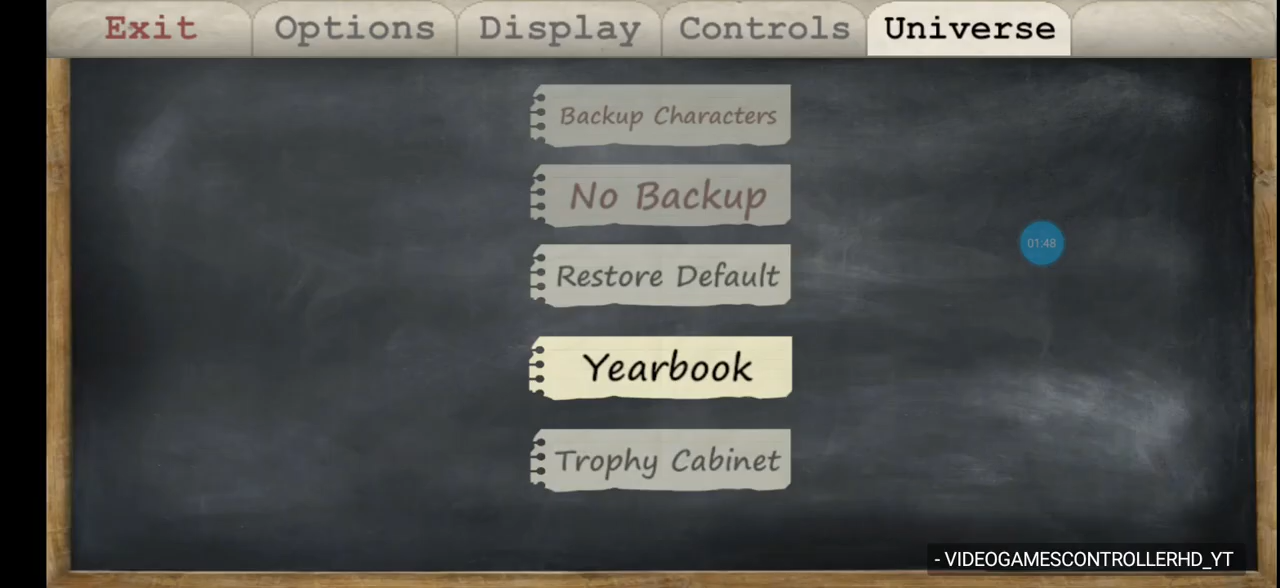 Exit Options Display Controls Universe
Backup Characters
No Backup
01:48
Restore Default
Yearbook
Trophy Cabinet
- VIDEOGAMESCONTROLLERHD_YT